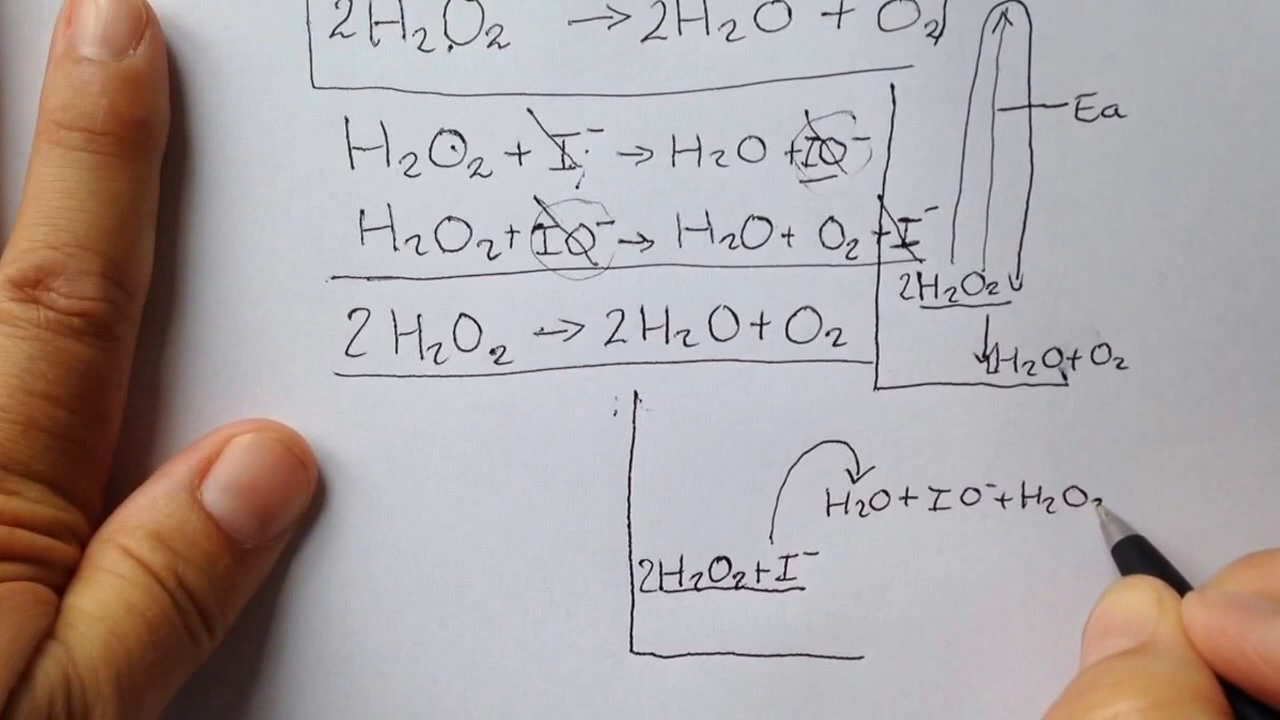 2H₂O₂ → 2H₂O + O₂
H₂O₂ + I⁻ → H₂O + IO⁻
H₂O₂ + IO⁻ → H₂O + O₂ + I⁻
2H₂O₂ → 2H₂O + O₂
Ea
2H₂O₂
H₂O + O₂
H₂O + IO⁻ + H₂O₂
2H₂O₂ + I⁻